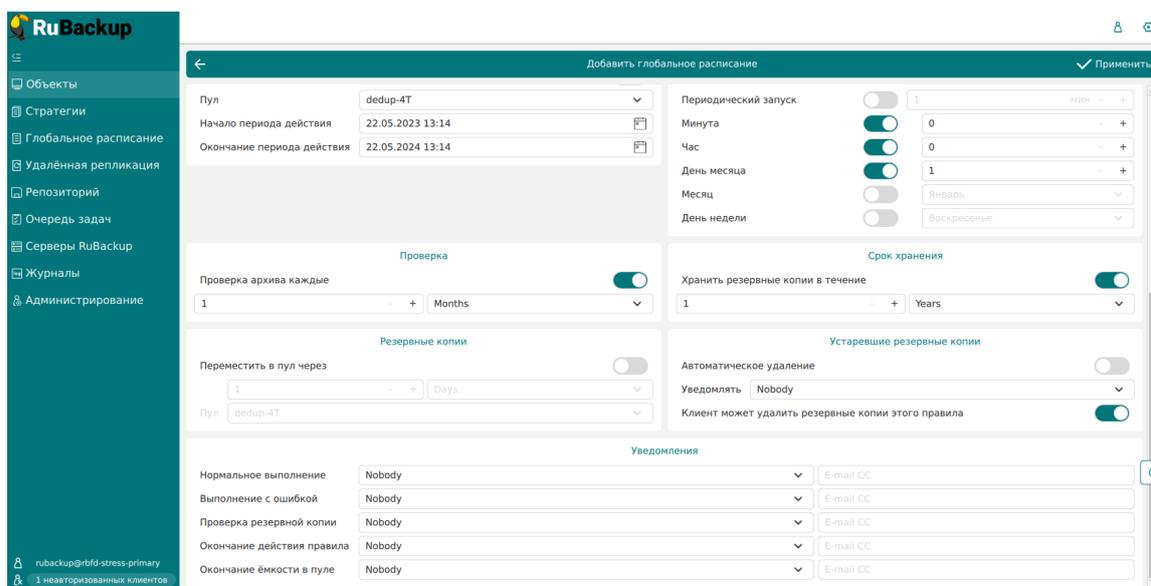 RuBackup
Добавить глобальное расписание
Применить
Объекты
Стратегии
Глобальное расписание
Удалённая репликация
Репозиторий
Очередь задач
Серверы RuBackup
Журналы
Администрирование
rubackup@rbfd-stress-primary
1 неавторизованных клиентов
Пул dedup-4T
Начало периода действия 22.05.2023 13:14
Окончание периода действия 22.05.2024 13:14
Периодический запуск 1 мин - +
Минута 0 - +
Час 0 - +
День месяца 1 - +
Месяц Январь
День недели Воскресенье
Проверка
Проверка архива каждые
1 - + Months
Срок хранения
Хранить резервные копии в течение
1 - + Years
Резервные копии
Переместить в пул через
1 - + Days
Пул dedup-4T
Устаревшие резервные копии
Автоматическое удаление
Уведомлять Nobody
Клиент может удалить резервные копии этого правила
Уведомления
Нормальное выполнение Nobody E-mail CC
Выполнение с ошибкой Nobody E-mail CC
Проверка резервной копии Nobody E-mail CC
Окончание действия правила Nobody E-mail CC
Окончание ёмкости в пуле Nobody E-mail CC